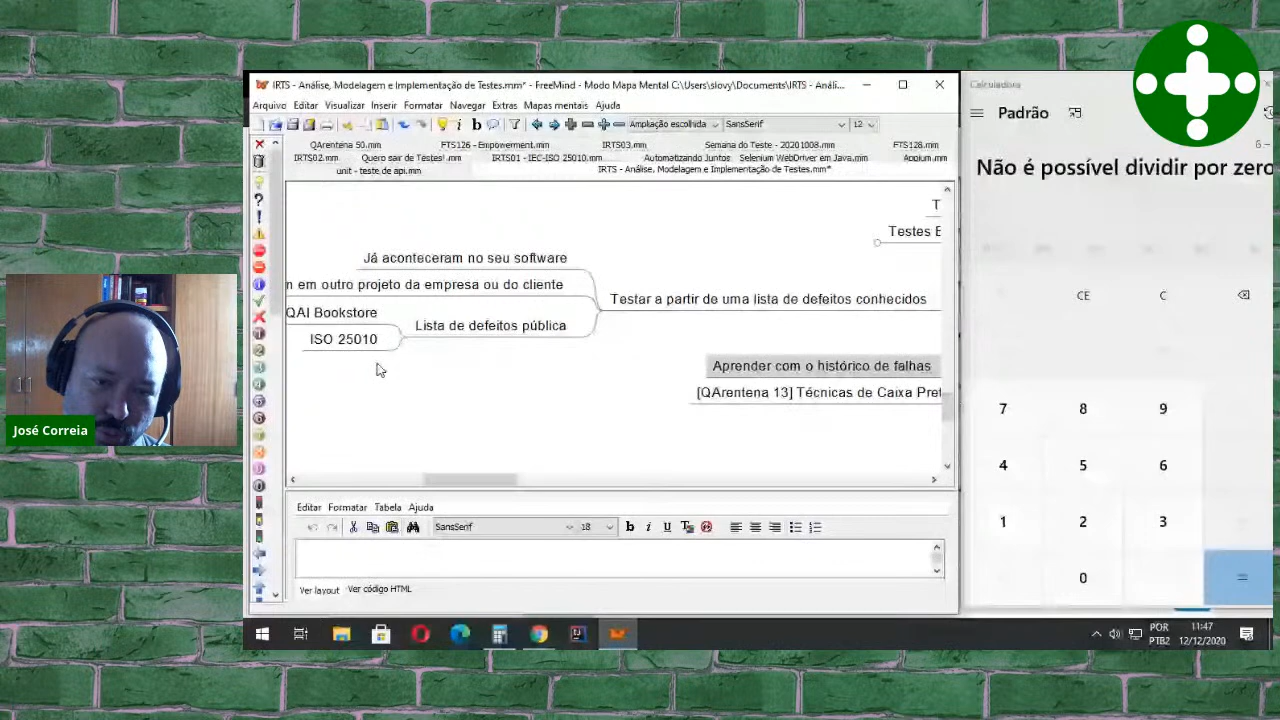 IRTS - Análise, Modelagem e Implementação de Testes.mm* - FreeMind - Modo Mapa Mental C:\Users\slovy\Documents\IRTS - Análi...
Arquivo Editar Visualizar Inserir Formatar Navegar Extras Mapas mentais Ajuda
Ampliação escolhida SansSerif 12
QArentena 50.mm FTS126 - Empowerment.mm IRTS03.mm Semana do Teste - 20201008.mm FTS128.mm
IRTS02.mm Quero sair de Testes!.mm IRTS01 - IEC-ISO 25010.mm Automatizando Juntos: Selenium WebDriver em Java.mm Appium.mm
unit - teste de api.mm IRTS - Análise, Modelagem e Implementação de Testes.mm*
T
Testes E
Já aconteceram no seu software
em outro projeto da empresa ou do cliente
Testar a partir de uma lista de defeitos conhecidos
QAI Bookstore
Lista de defeitos pública
ISO 25010
Aprender com o histórico de falhas
[QArentena 13] Técnicas de Caixa Pret
Editar Formatar Tabela Ajuda
SansSerif 18
Ver layout Ver código HTML
Calculadora
Padrão
Não é possível dividir por zero
CE C
7 8 9
4 5 6
1 2 3
0 =
José Correia
POR 11:47
PTB2 12/12/2020